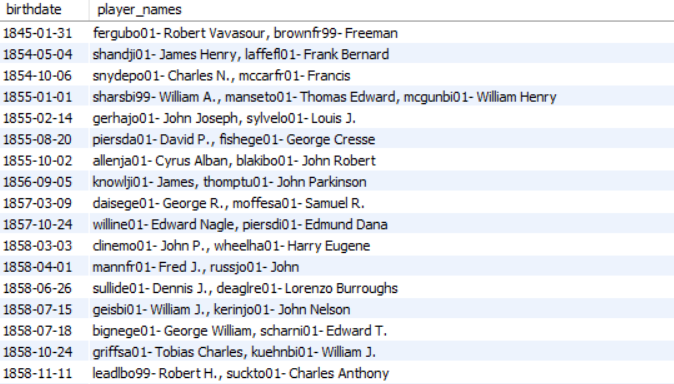 birthdate player_names
1845-01-31 fergubo01- Robert Vavasour, brownfr99- Freeman
1854-05-04 shandji01- James Henry, laffefl01- Frank Bernard
1854-10-06 snydepo01- Charles N., mccarfr01- Francis
1855-01-01 sharsbi99- William A., manseto01- Thomas Edward, mcgunbi01- William Henry
1855-02-14 gerhajo01- John Joseph, sylvelo01- Louis J.
1855-08-20 piersda01- David P., fishege01- George Cresse
1855-10-02 allenja01- Cyrus Alban, blakibo01- John Robert
1856-09-05 knowlji01- James, thomptu01- John Parkinson
1857-03-09 daisege01- George R., moffesa01- Samuel R.
1857-10-24 willine01- Edward Nagle, piersdi01- Edmund Dana
1858-03-03 clinemo01- John P., wheelha01- Harry Eugene
1858-04-01 mannfr01- Fred J., russjo01- John
1858-06-26 sullide01- Dennis J., deaglre01- Lorenzo Burroughs
1858-07-15 geisbi01- William J., kerinjo01- John Nelson
1858-07-18 bignege01- George William, scharni01- Edward T.
1858-10-24 griffsa01- Tobias Charles, kuehnbi01- William J.
1858-11-11 leadlbo99- Robert H., suckto01- Charles Anthony